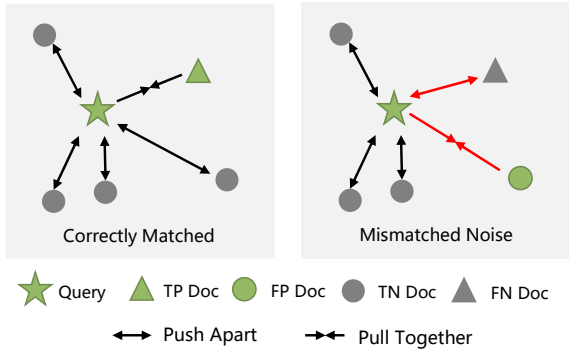 Correctly Matched
Mismatched Noise
Query TP Doc FP Doc TN Doc FN Doc
Push Apart Pull Together